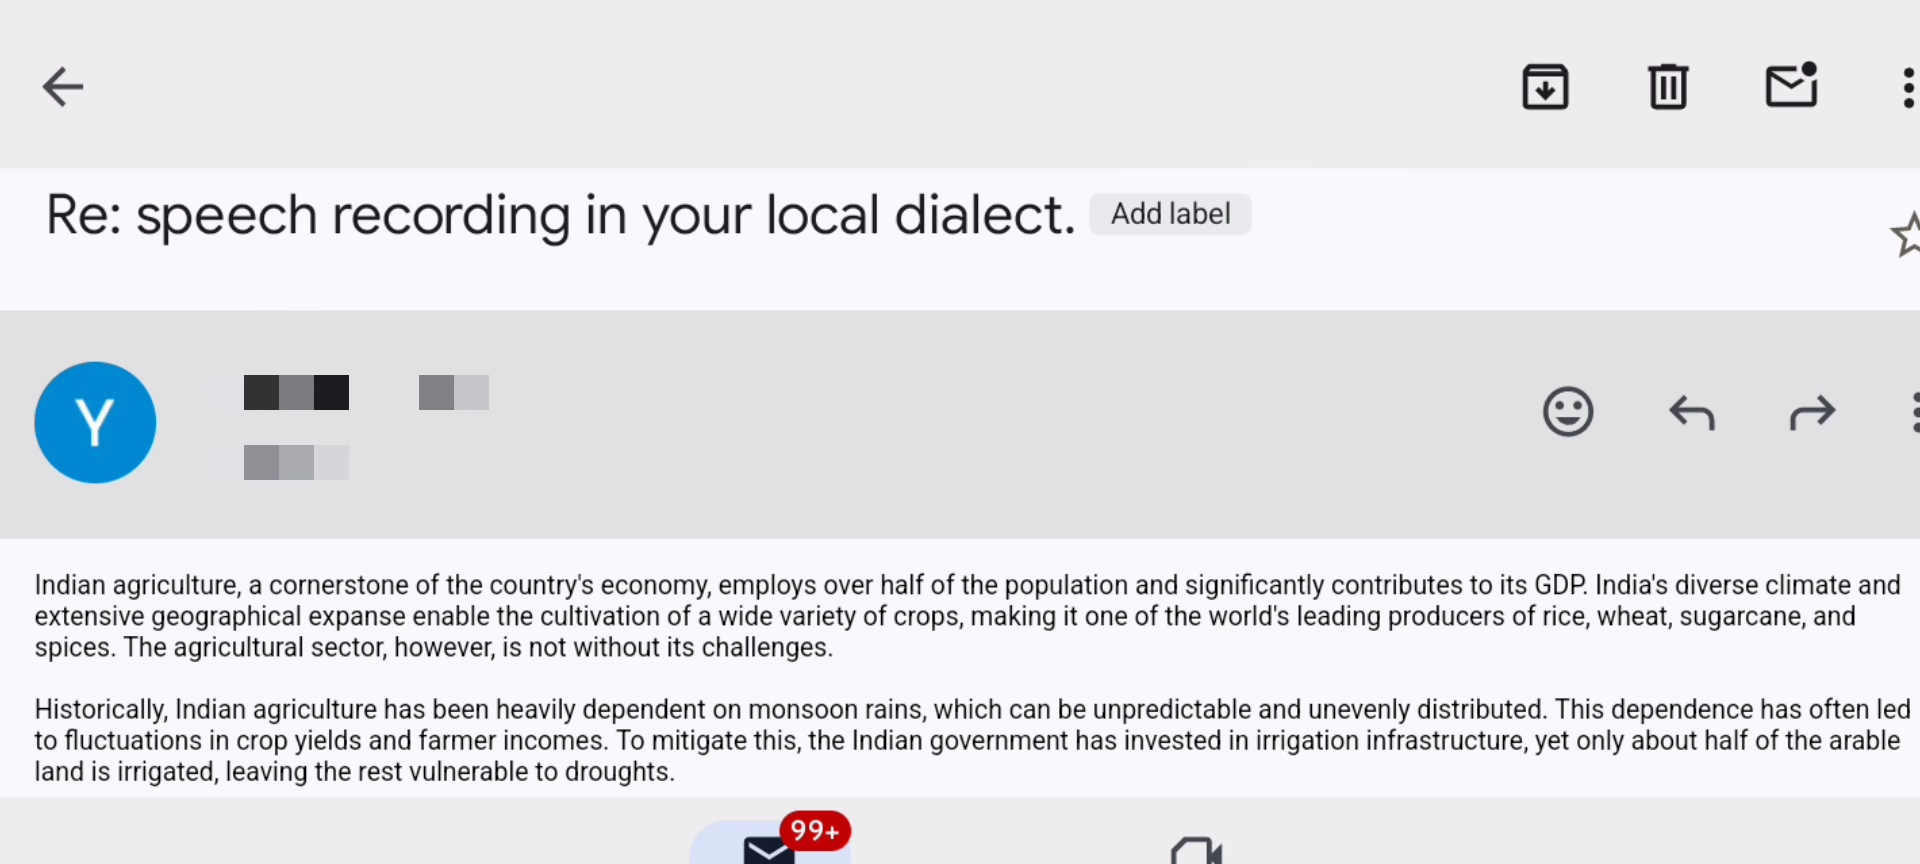 Re: speech recording in your local dialect. Add label
Y
Indian agriculture, a cornerstone of the country's economy, employs over half of the population and significantly contributes to its GDP. India's diverse climate and
extensive geographical expanse enable the cultivation of a wide variety of crops, making it one of the world's leading producers of rice, wheat, sugarcane, and
spices. The agricultural sector, however, is not without its challenges.
Historically, Indian agriculture has been heavily dependent on monsoon rains, which can be unpredictable and unevenly distributed. This dependence has often led
to fluctuations in crop yields and farmer incomes. To mitigate this, the Indian government has invested in irrigation infrastructure, yet only about half of the arable
land is irrigated, leaving the rest vulnerable to droughts.
99+